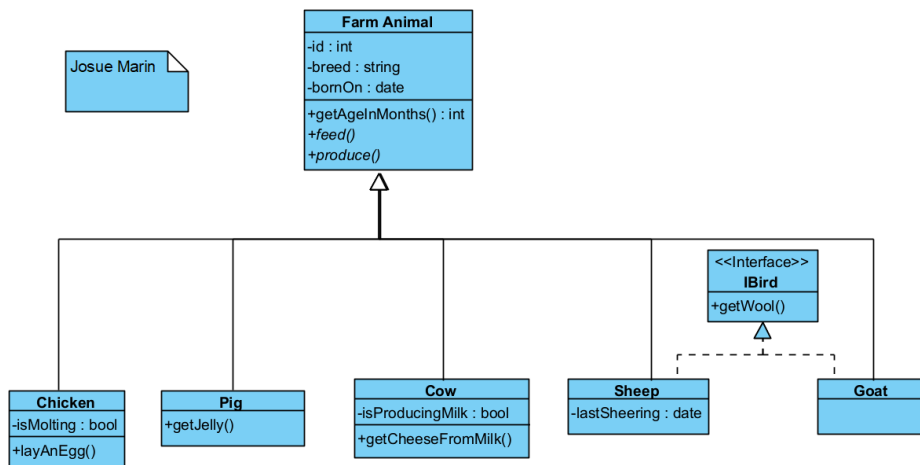 Farm Animal
-id : int
-breed : string
-bornOn : date
+getAgeInMonths() : int
+feed()
+produce()
Josue Marin
<<Interface>>
IBird
+getWool()
Chicken
-isMolting : bool
+layAnEgg()
Pig
+getJelly()
Cow
-isProducingMilk : bool
+getCheeseFromMilk()
Sheep
-lastSheering : date
Goat